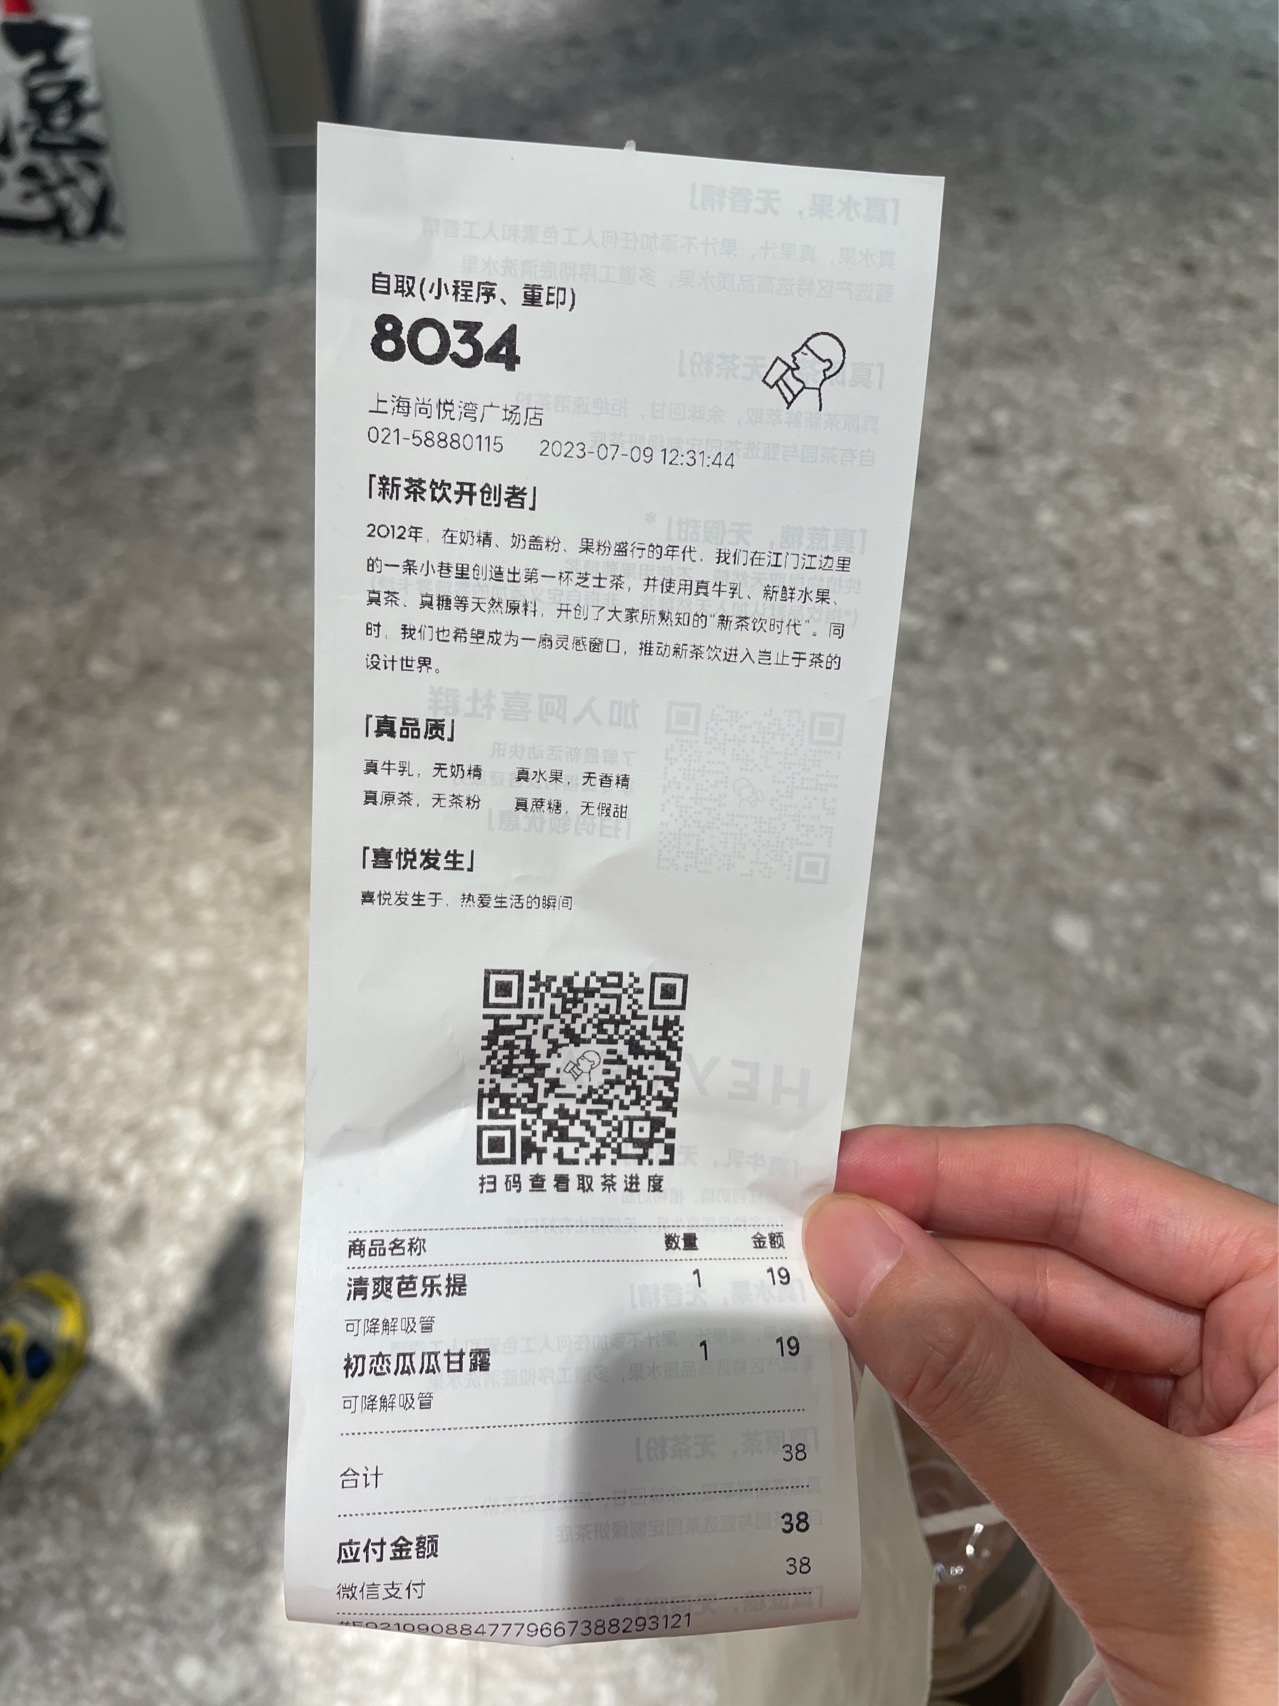 自取(小程序、重印)
8034
上海尚悦湾广场店
021-58880115 2023-07-09 12:31:44
「新茶饮开创者」
2012年，在奶精、奶盖粉、果粉盛行的年代，我们在江门江边里
的一条小巷里创造出第一杯芝士茶，并使用真牛乳、新鲜水果、
真茶、真糖等天然原料，开创了大家所熟知的“新茶饮时代”。同
时，我们也希望成为一扇灵感窗口，推动新茶饮进入岂止于茶的
设计世界。
「真品质」
真牛乳，无奶精 真水果，无香精
真原茶，无茶粉 真蔗糖，无假甜
「喜悦发生」
喜悦发生于，热爱生活的瞬间
扫码查看取茶进度
商品名称 数量 金额
清爽芭乐提 1 19
可降解吸管
初恋瓜瓜甘露 1 19
可降解吸管
合计 38
应付金额 38
微信支付 38